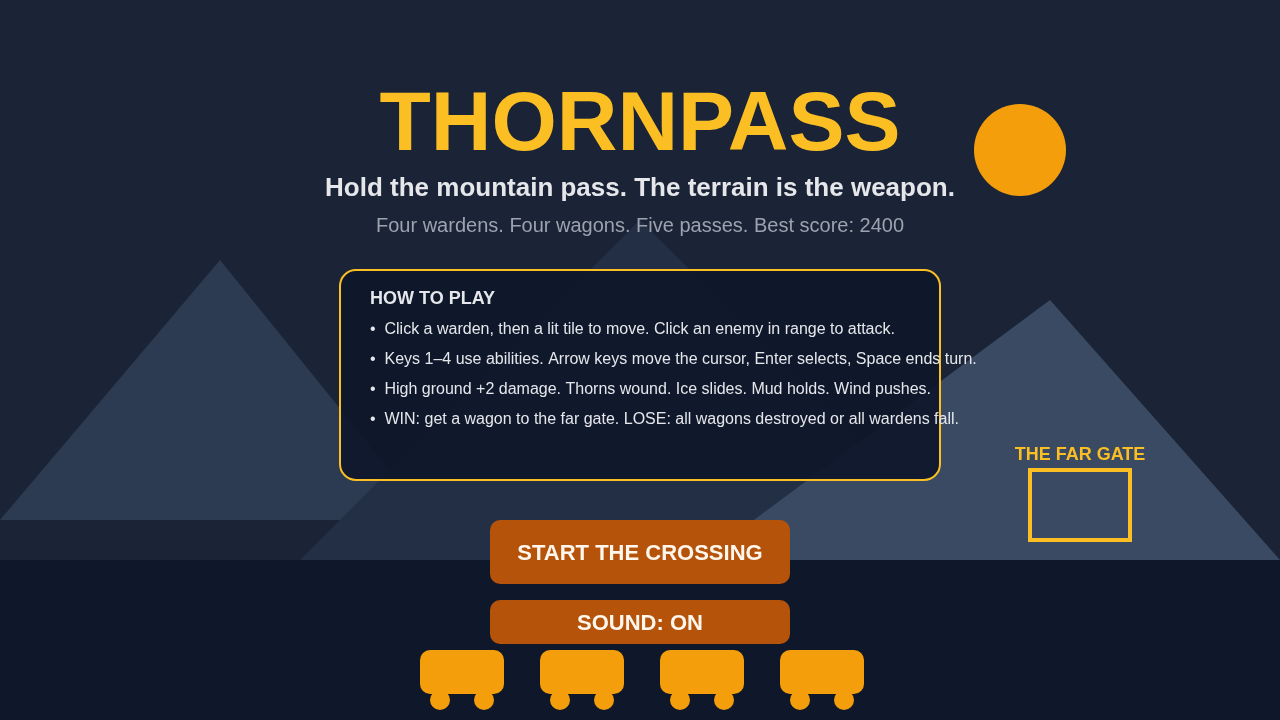 THORNPASS
Hold the mountain pass. The terrain is the weapon.
Four wardens. Four wagons. Five passes. Best score: 2400
HOW TO PLAY
• Click a warden, then a lit tile to move. Click an enemy in range to attack.
• Keys 1–4 use abilities. Arrow keys move the cursor, Enter selects, Space ends turn.
• High ground +2 damage. Thorns wound. Ice slides. Mud holds. Wind pushes.
• WIN: get a wagon to the far gate. LOSE: all wagons destroyed or all wardens fall.
THE FAR GATE
START THE CROSSING
SOUND: ON